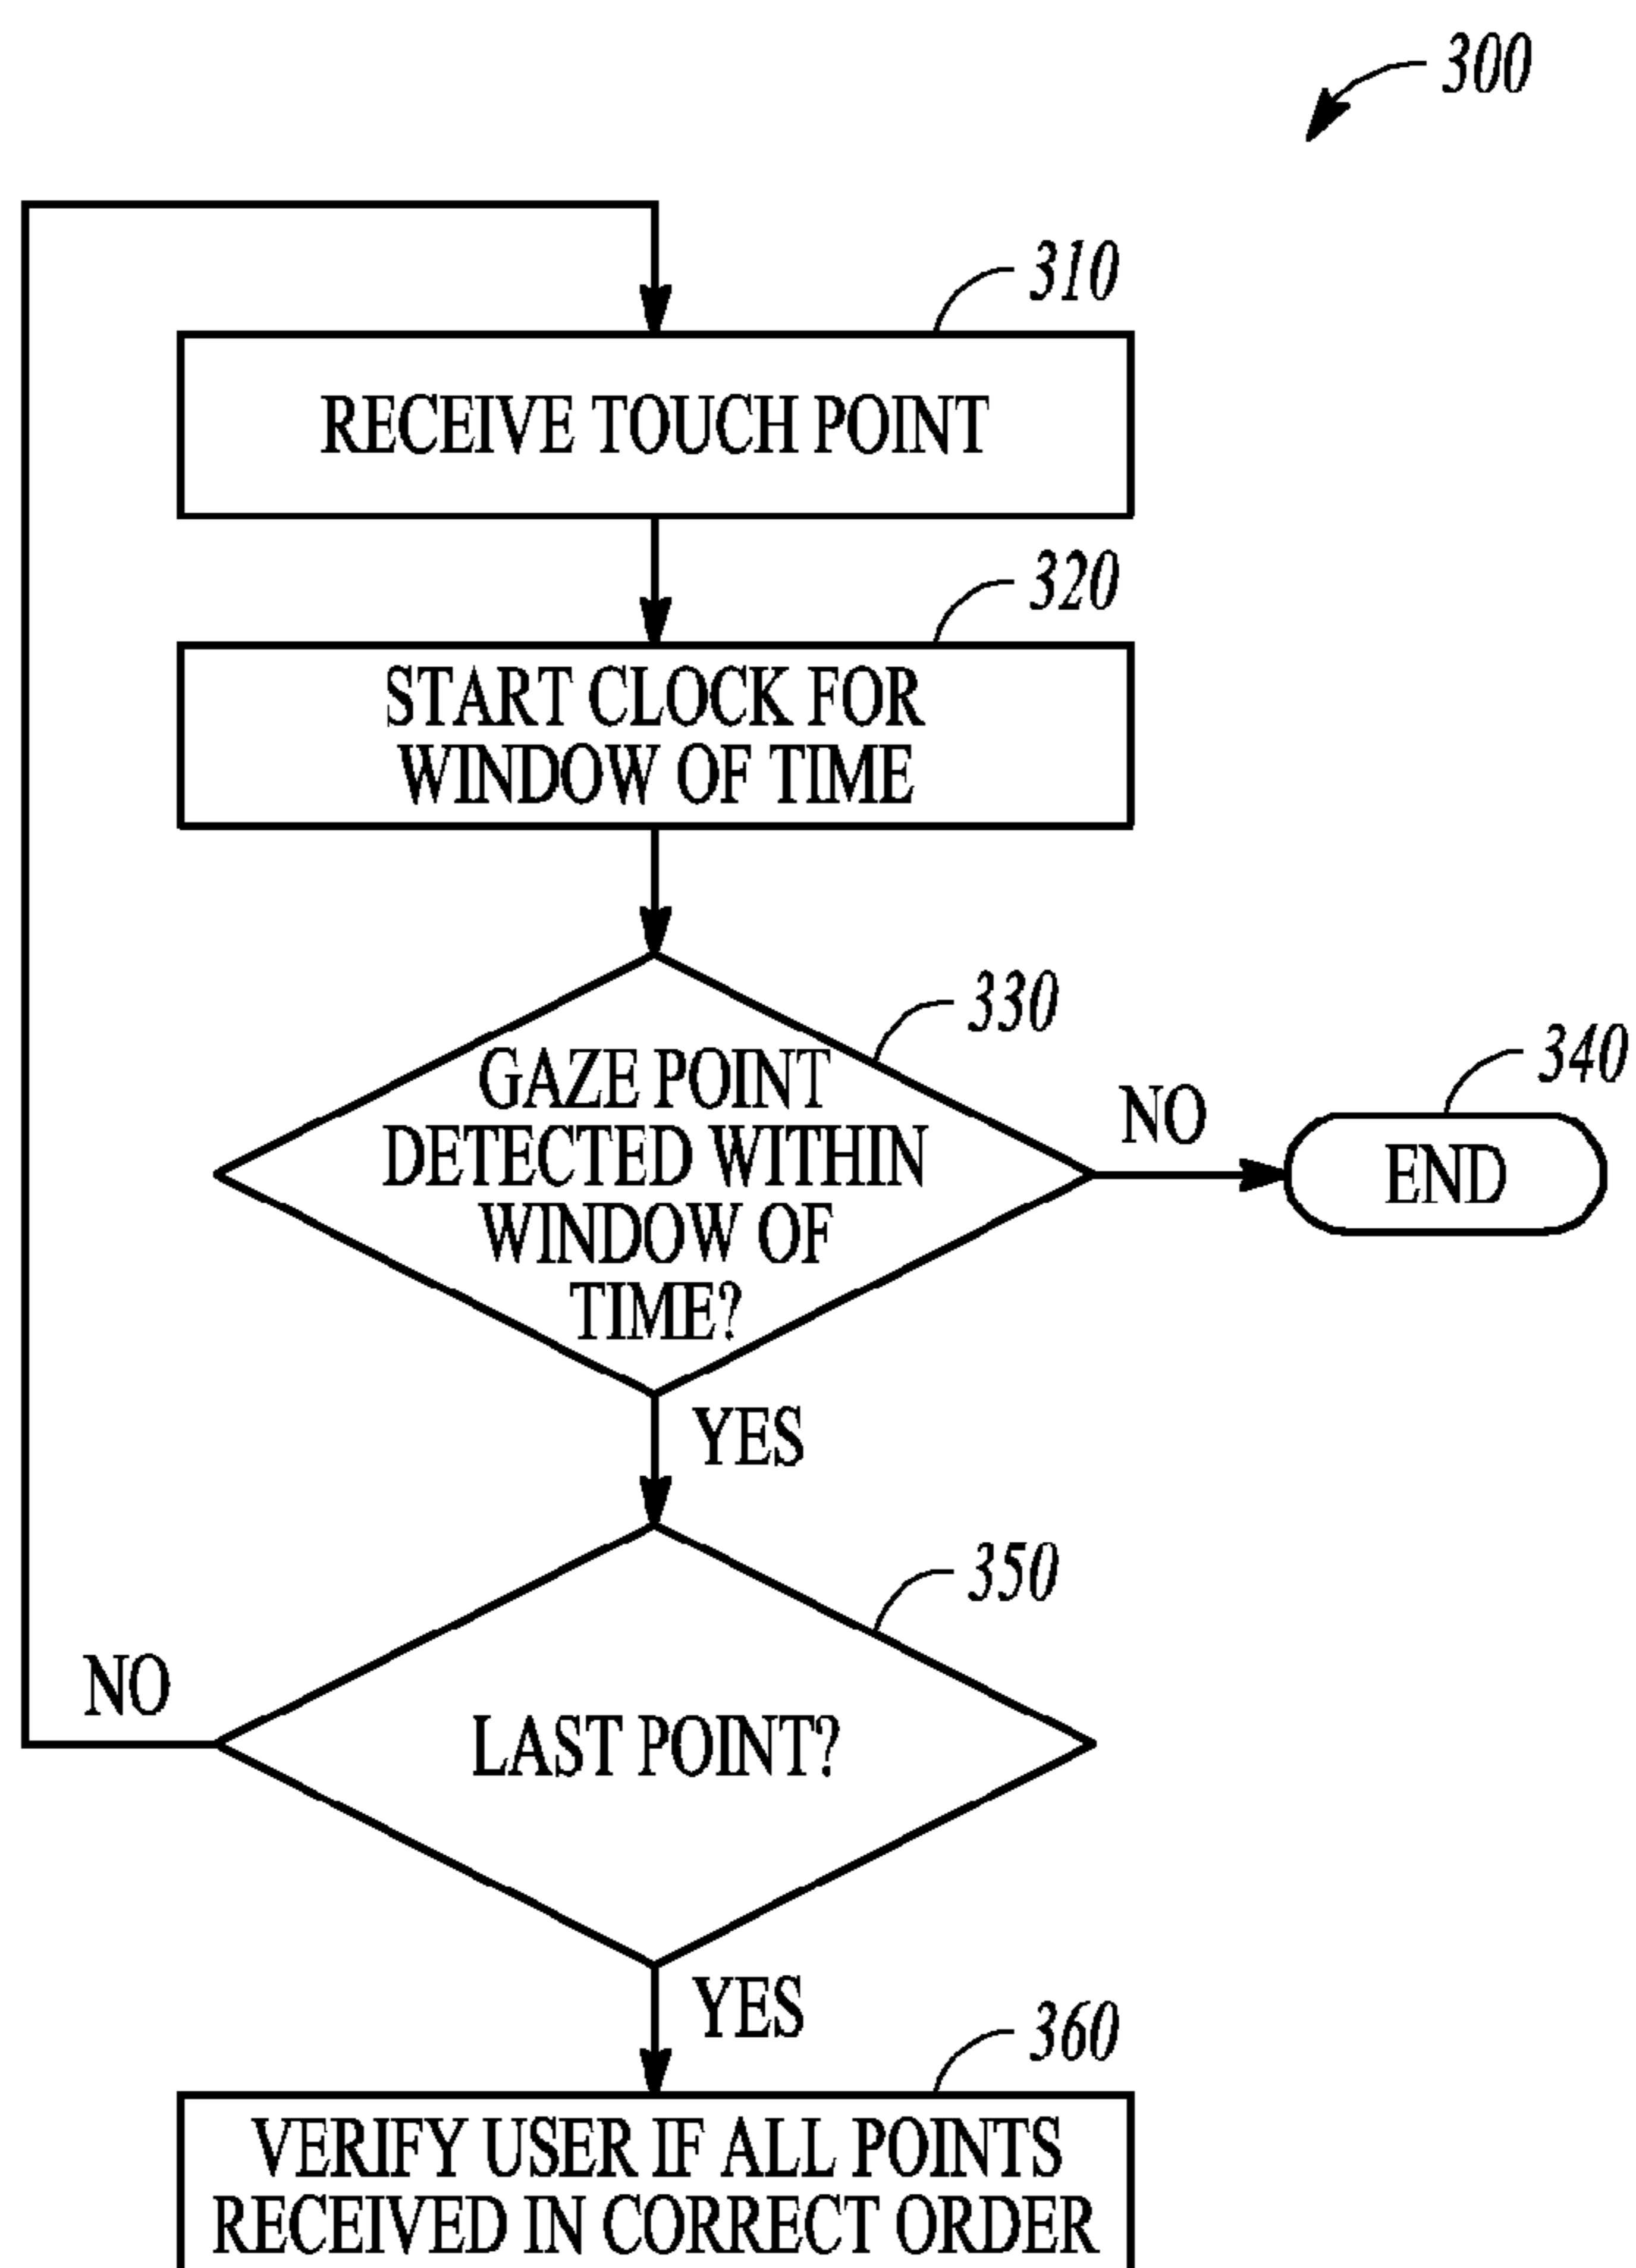 300
310
RECEIVE TOUCH POINT
320
START CLOCK FOR
WINDOW OF TIME
330
GAZE POINT
DETECTED WITHIN
WINDOW OF
TIME?
NO
340
END
YES
350
NO
LAST POINT?
YES
360
VERIFY USER IF ALL POINTS
RECEIVED IN CORRECT ORDER